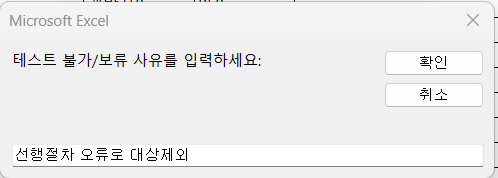 Microsoft Excel
테스트 불가/보류 사유를 입력하세요:
확인
취소
선행절차 오류로 대상제외